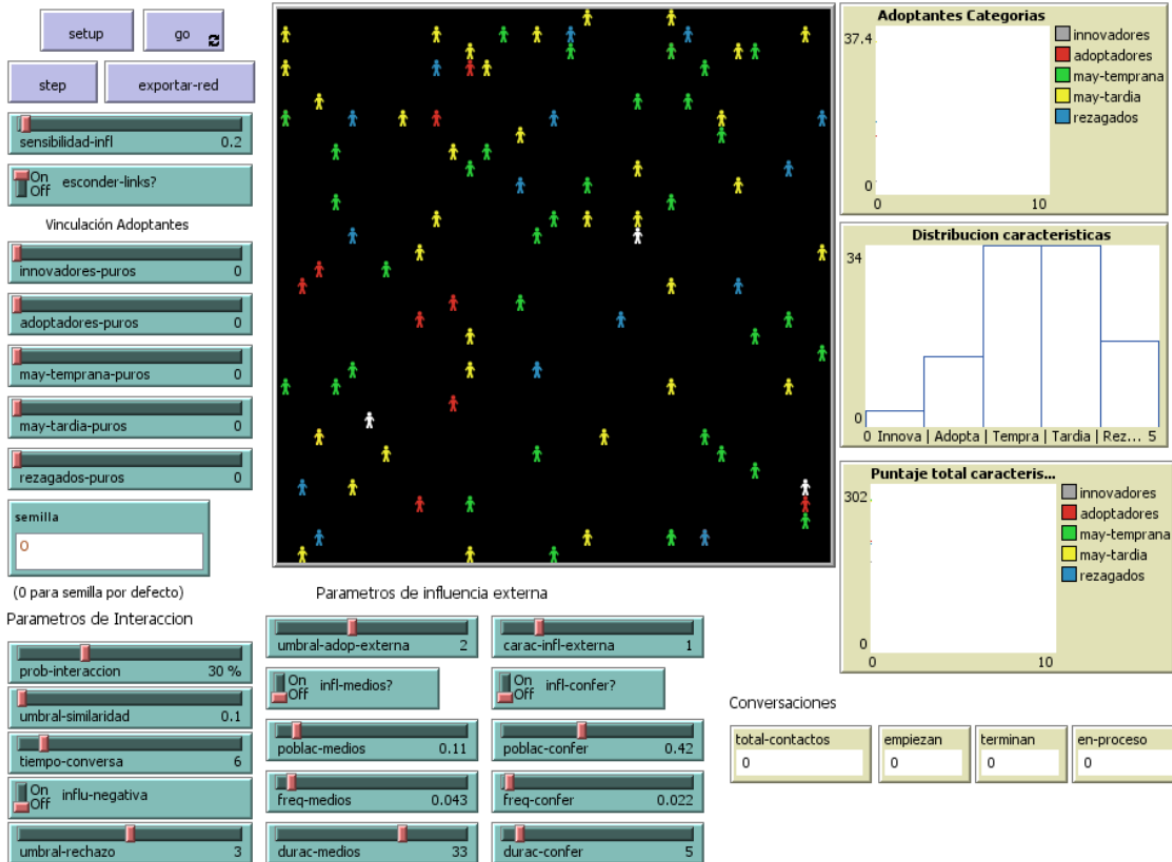 setup
go
step
exportar-red
sensibilidad-infl 0.2
On
Off
esconder-links?
Vinculación Adoptantes
innovadores-puros 0
adoptadores-puros 0
may-temprana-puros 0
may-tardia-puros 0
rezagados-puros 0
semilla
0
(0 para semilla por defecto)
Parametros de Interaccion
prob-interaccion 30 %
umbral-similaridad 0.1
tiempo-conversa 6
On
Off
influ-negativa
umbral-rechazo 3
Parametros de influencia externa
umbral-adop-externa 2
carac-infl-externa 1
On
Off
infl-medios?
On
Off
infl-confer?
poblac-medios 0.11
poblac-confer 0.42
freq-medios 0.043
freq-confer 0.022
durac-medios 33
durac-confer 5
Adoptantes Categorias
37.4
0
0 10
innovadores
adoptadores
may-temprana
may-tardia
rezagados
Distribucion caracteristicas
34
0
0 Innova | Adopta | Tempra | Tardia | Rez... 5
Puntaje total caracteris...
302
0
0 10
innovadores
adoptadores
may-temprana
may-tardia
rezagados
Conversaciones
total-contactos
0
empiezan
0
terminan
0
en-proceso
0